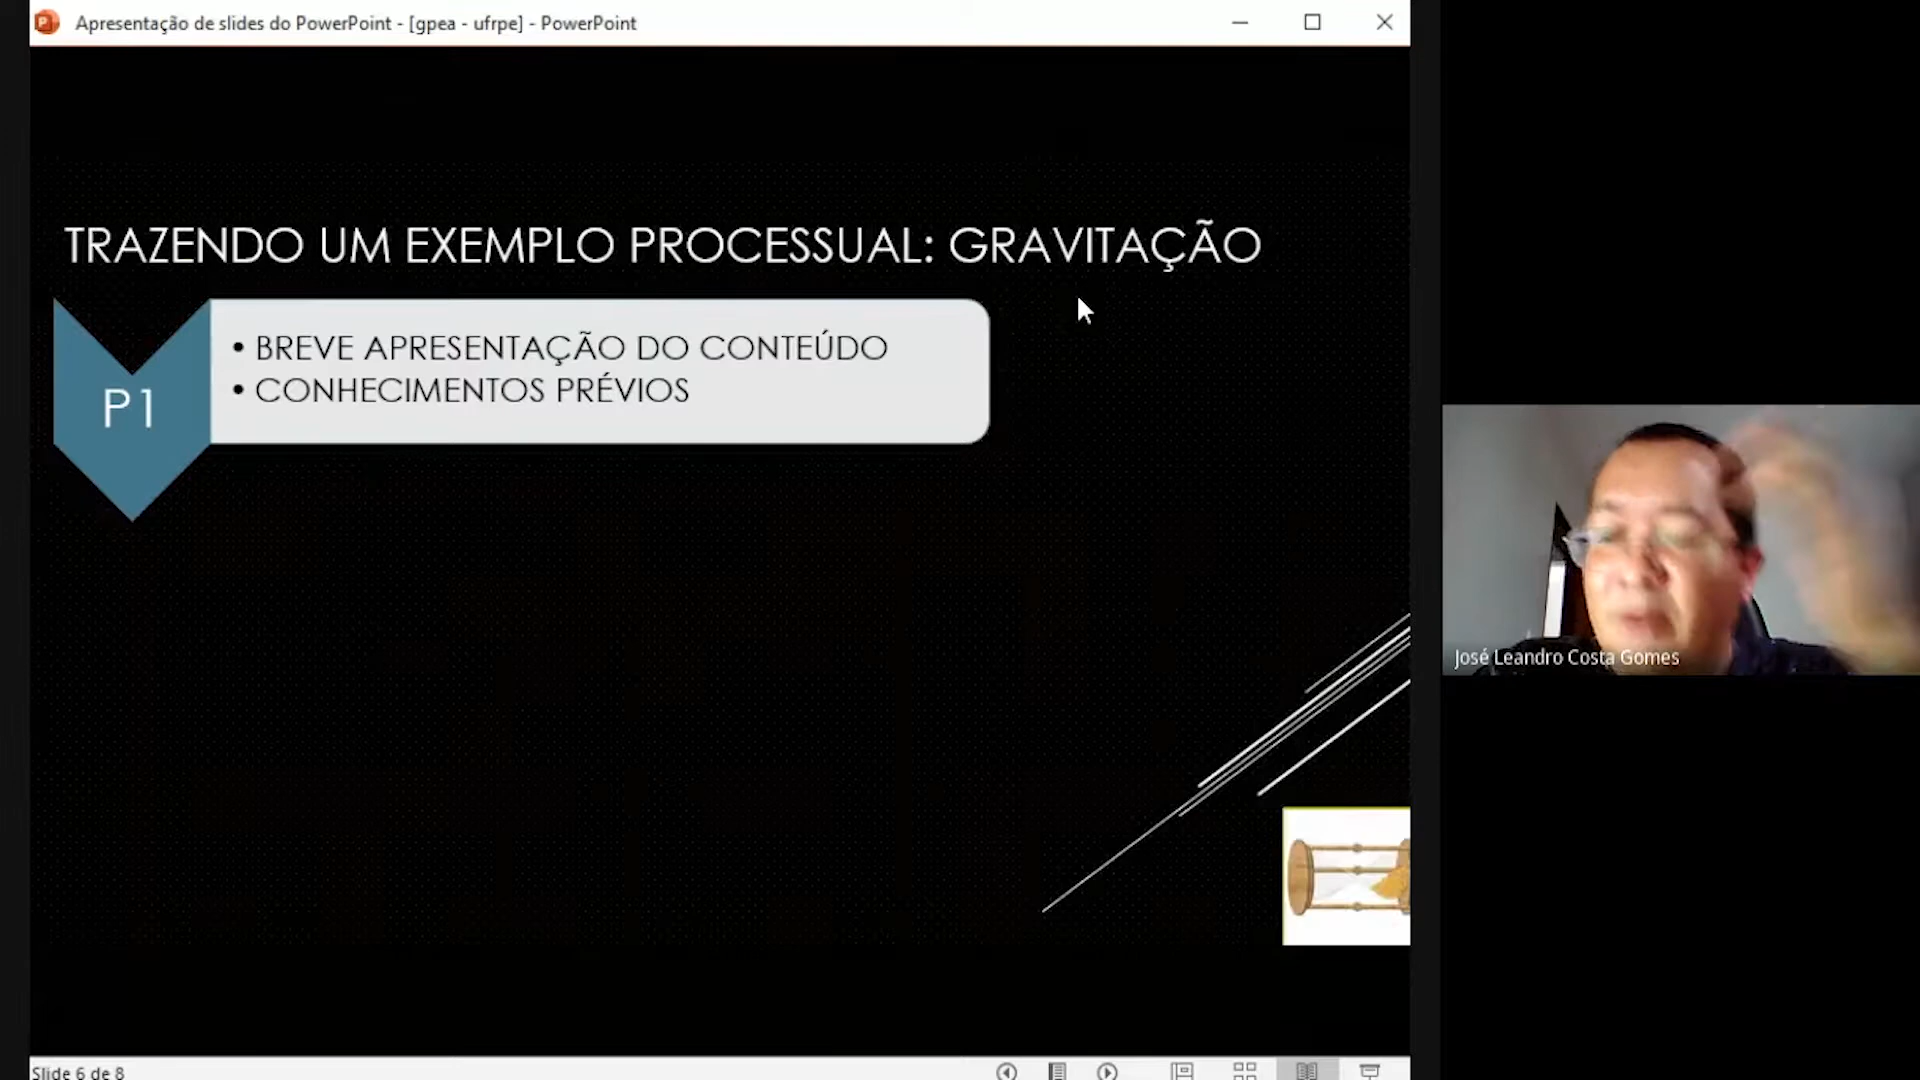 Apresentação de slides do PowerPoint - [gpea - ufrpe] - PowerPoint
TRAZENDO UM EXEMPLO PROCESSUAL: GRAVITAÇÃO
P1
• BREVE APRESENTAÇÃO DO CONTEÚDO
• CONHECIMENTOS PRÉVIOS
José Leandro Costa Gomes
Slide 6 de 8